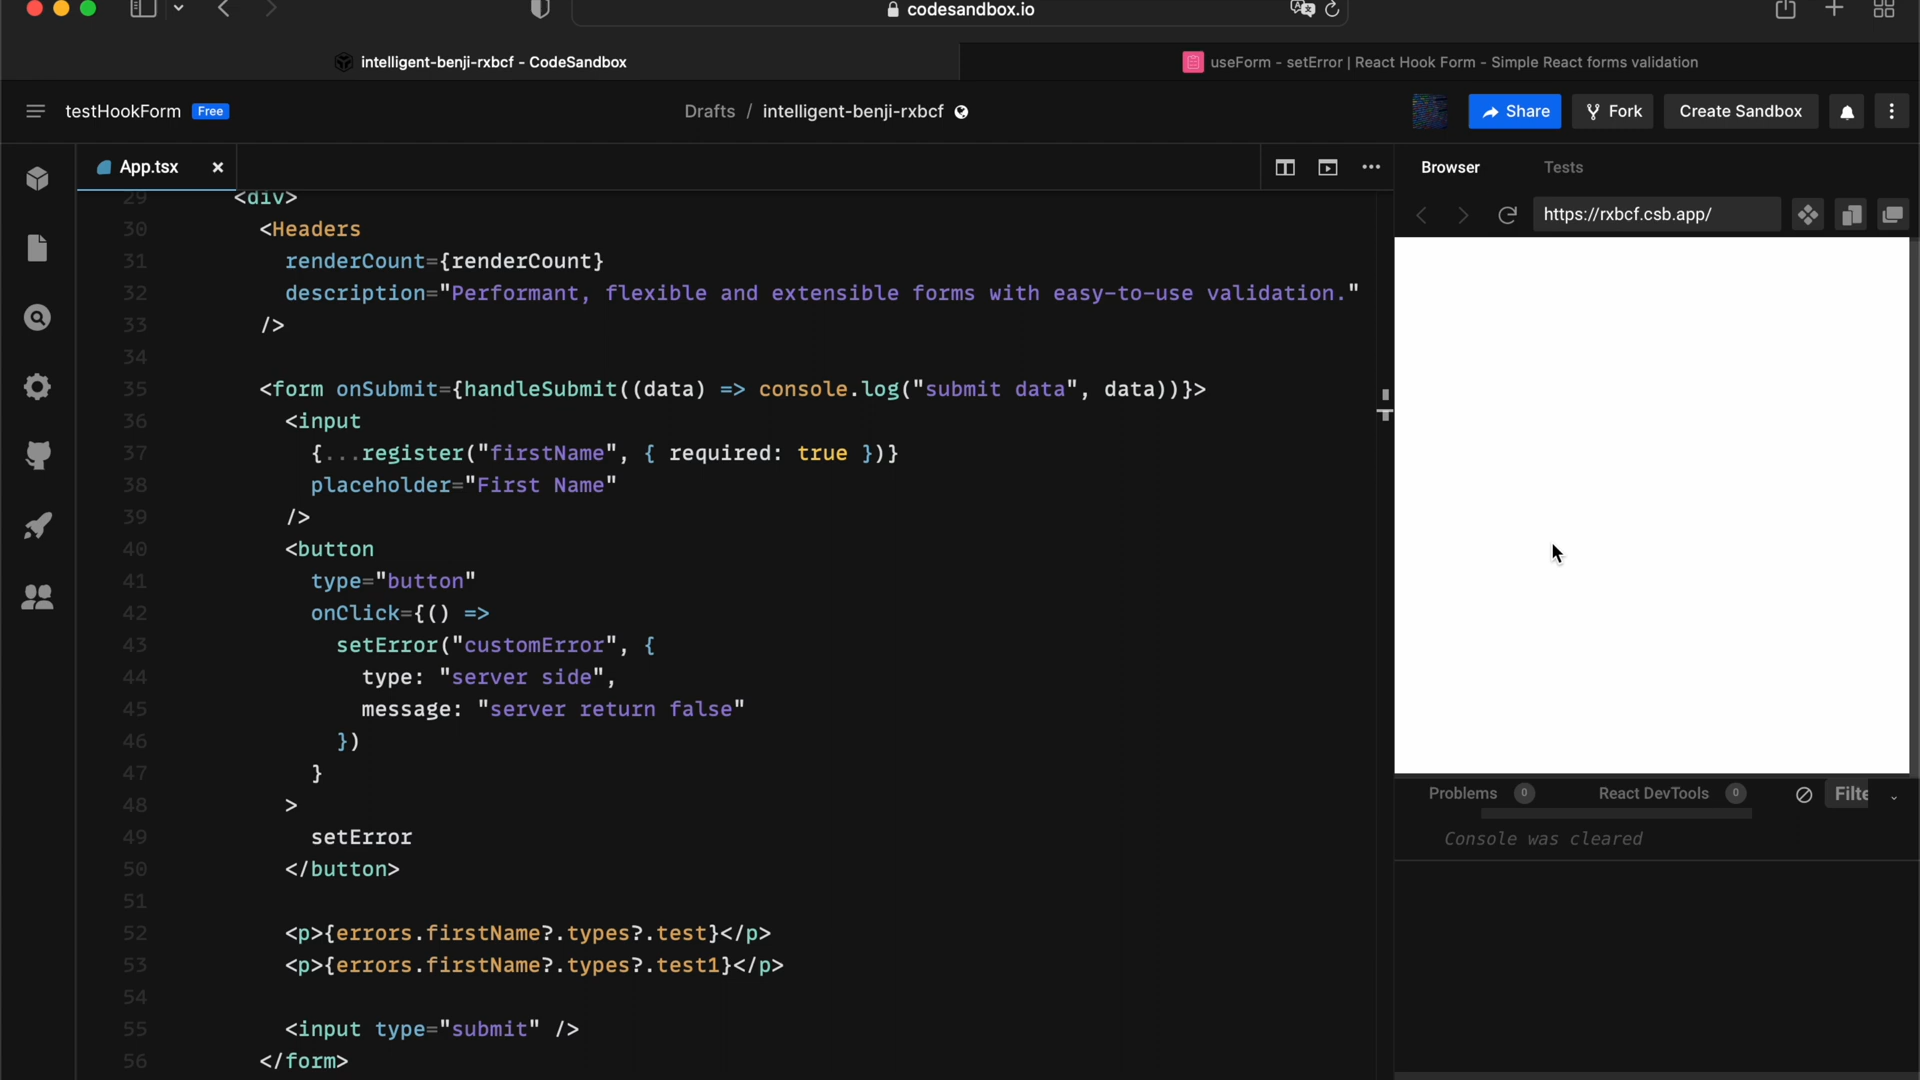 codesandbox.io
intelligent-benji-rxbcf - CodeSandbox
useForm - setError | React Hook Form - Simple React forms validation
testHookForm Free
Drafts / intelligent-benji-rxbcf
Share
Fork
Create Sandbox
App.tsx
Browser
Tests
https://rxbcf.csb.app/
29 <div>
30 <Headers
31 renderCount={renderCount}
32 description="Performant, flexible and extensible forms with easy-to-use validation."
33 />
34
35 <form onSubmit={handleSubmit((data) => console.log("submit data", data))}>
36 <input
37 {...register("firstName", { required: true })}
38 placeholder="First Name"
39 />
40 <button
41 type="button"
42 onClick={() =>
43 setError("customError", {
44 type: "server side",
45 message: "server return false"
46 })
47 }
48 >
49 setError
50 </button>
51
52 <p>{errors.firstName?.types?.test}</p>
53 <p>{errors.firstName?.types?.test1}</p>
54
55 <input type="submit" />
56 </form>
Problems 0
React DevTools 0
Filte
Console was cleared